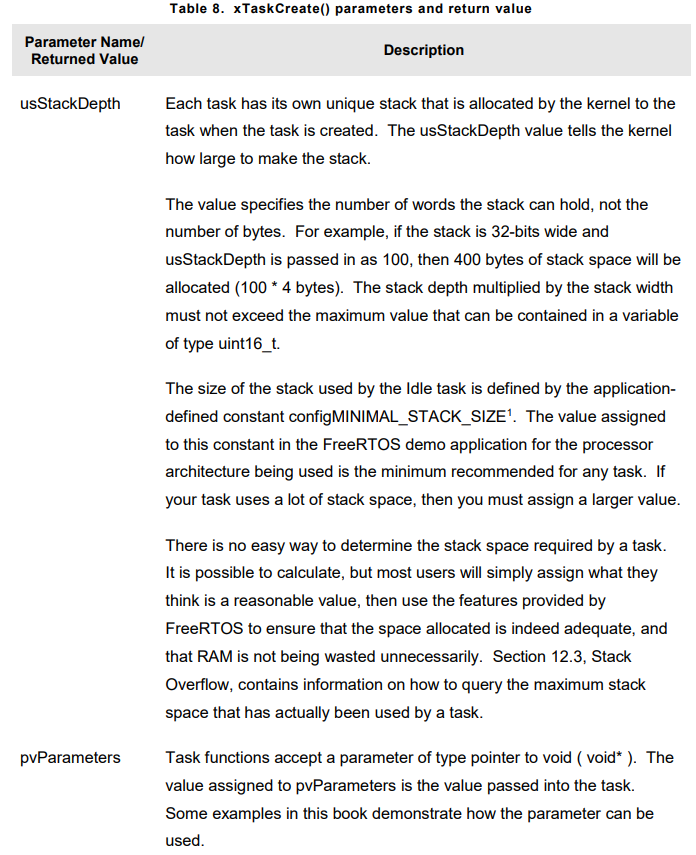 Table 8. xTaskCreate() parameters and return value
Parameter Name/
Returned Value
Description
usStackDepth
Each task has its own unique stack that is allocated by the kernel to the
task when the task is created. The usStackDepth value tells the kernel
how large to make the stack.
The value specifies the number of words the stack can hold, not the
number of bytes. For example, if the stack is 32-bits wide and
usStackDepth is passed in as 100, then 400 bytes of stack space will be
allocated (100 * 4 bytes). The stack depth multiplied by the stack width
must not exceed the maximum value that can be contained in a variable
of type uint16_t.
The size of the stack used by the Idle task is defined by the application-
defined constant configMINIMAL_STACK_SIZE¹. The value assigned
to this constant in the FreeRTOS demo application for the processor
architecture being used is the minimum recommended for any task. If
your task uses a lot of stack space, then you must assign a larger value.
There is no easy way to determine the stack space required by a task.
It is possible to calculate, but most users will simply assign what they
think is a reasonable value, then use the features provided by
FreeRTOS to ensure that the space allocated is indeed adequate, and
that RAM is not being wasted unnecessarily. Section 12.3, Stack
Overflow, contains information on how to query the maximum stack
space that has actually been used by a task.
pvParameters
Task functions accept a parameter of type pointer to void ( void* ). The
value assigned to pvParameters is the value passed into the task.
Some examples in this book demonstrate how the parameter can be
used.